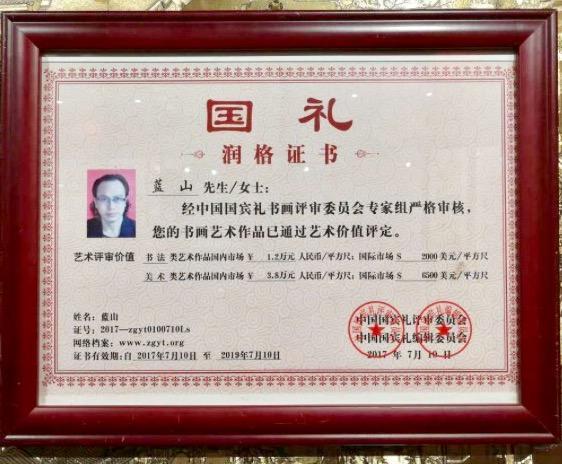 国礼
润格证书
蓝 山 先生/女士：
经中国国宾礼书画评审委员会专家组严格审核，
您的书画艺术作品已通过艺术价值评定。
艺术评审价值 书 法 类艺术作品国内市场 ¥ 1.2万元 人民币/平方尺；国际市场 $ 2000 美元/平方尺
美 术 类艺术作品国内市场 ¥ 3.8万元 人民币/平方尺；国际市场 $ 6500 美元/平方尺
姓名：蓝山
证号：2017—zgyt0100710Ls
网络档案：www.zgyt.org
证书有效期：自 2017年7月10日 至 2019年7月10日
中国国宾礼评审委员会
中国国宾礼编辑委员会
2017 年 7月 10 日